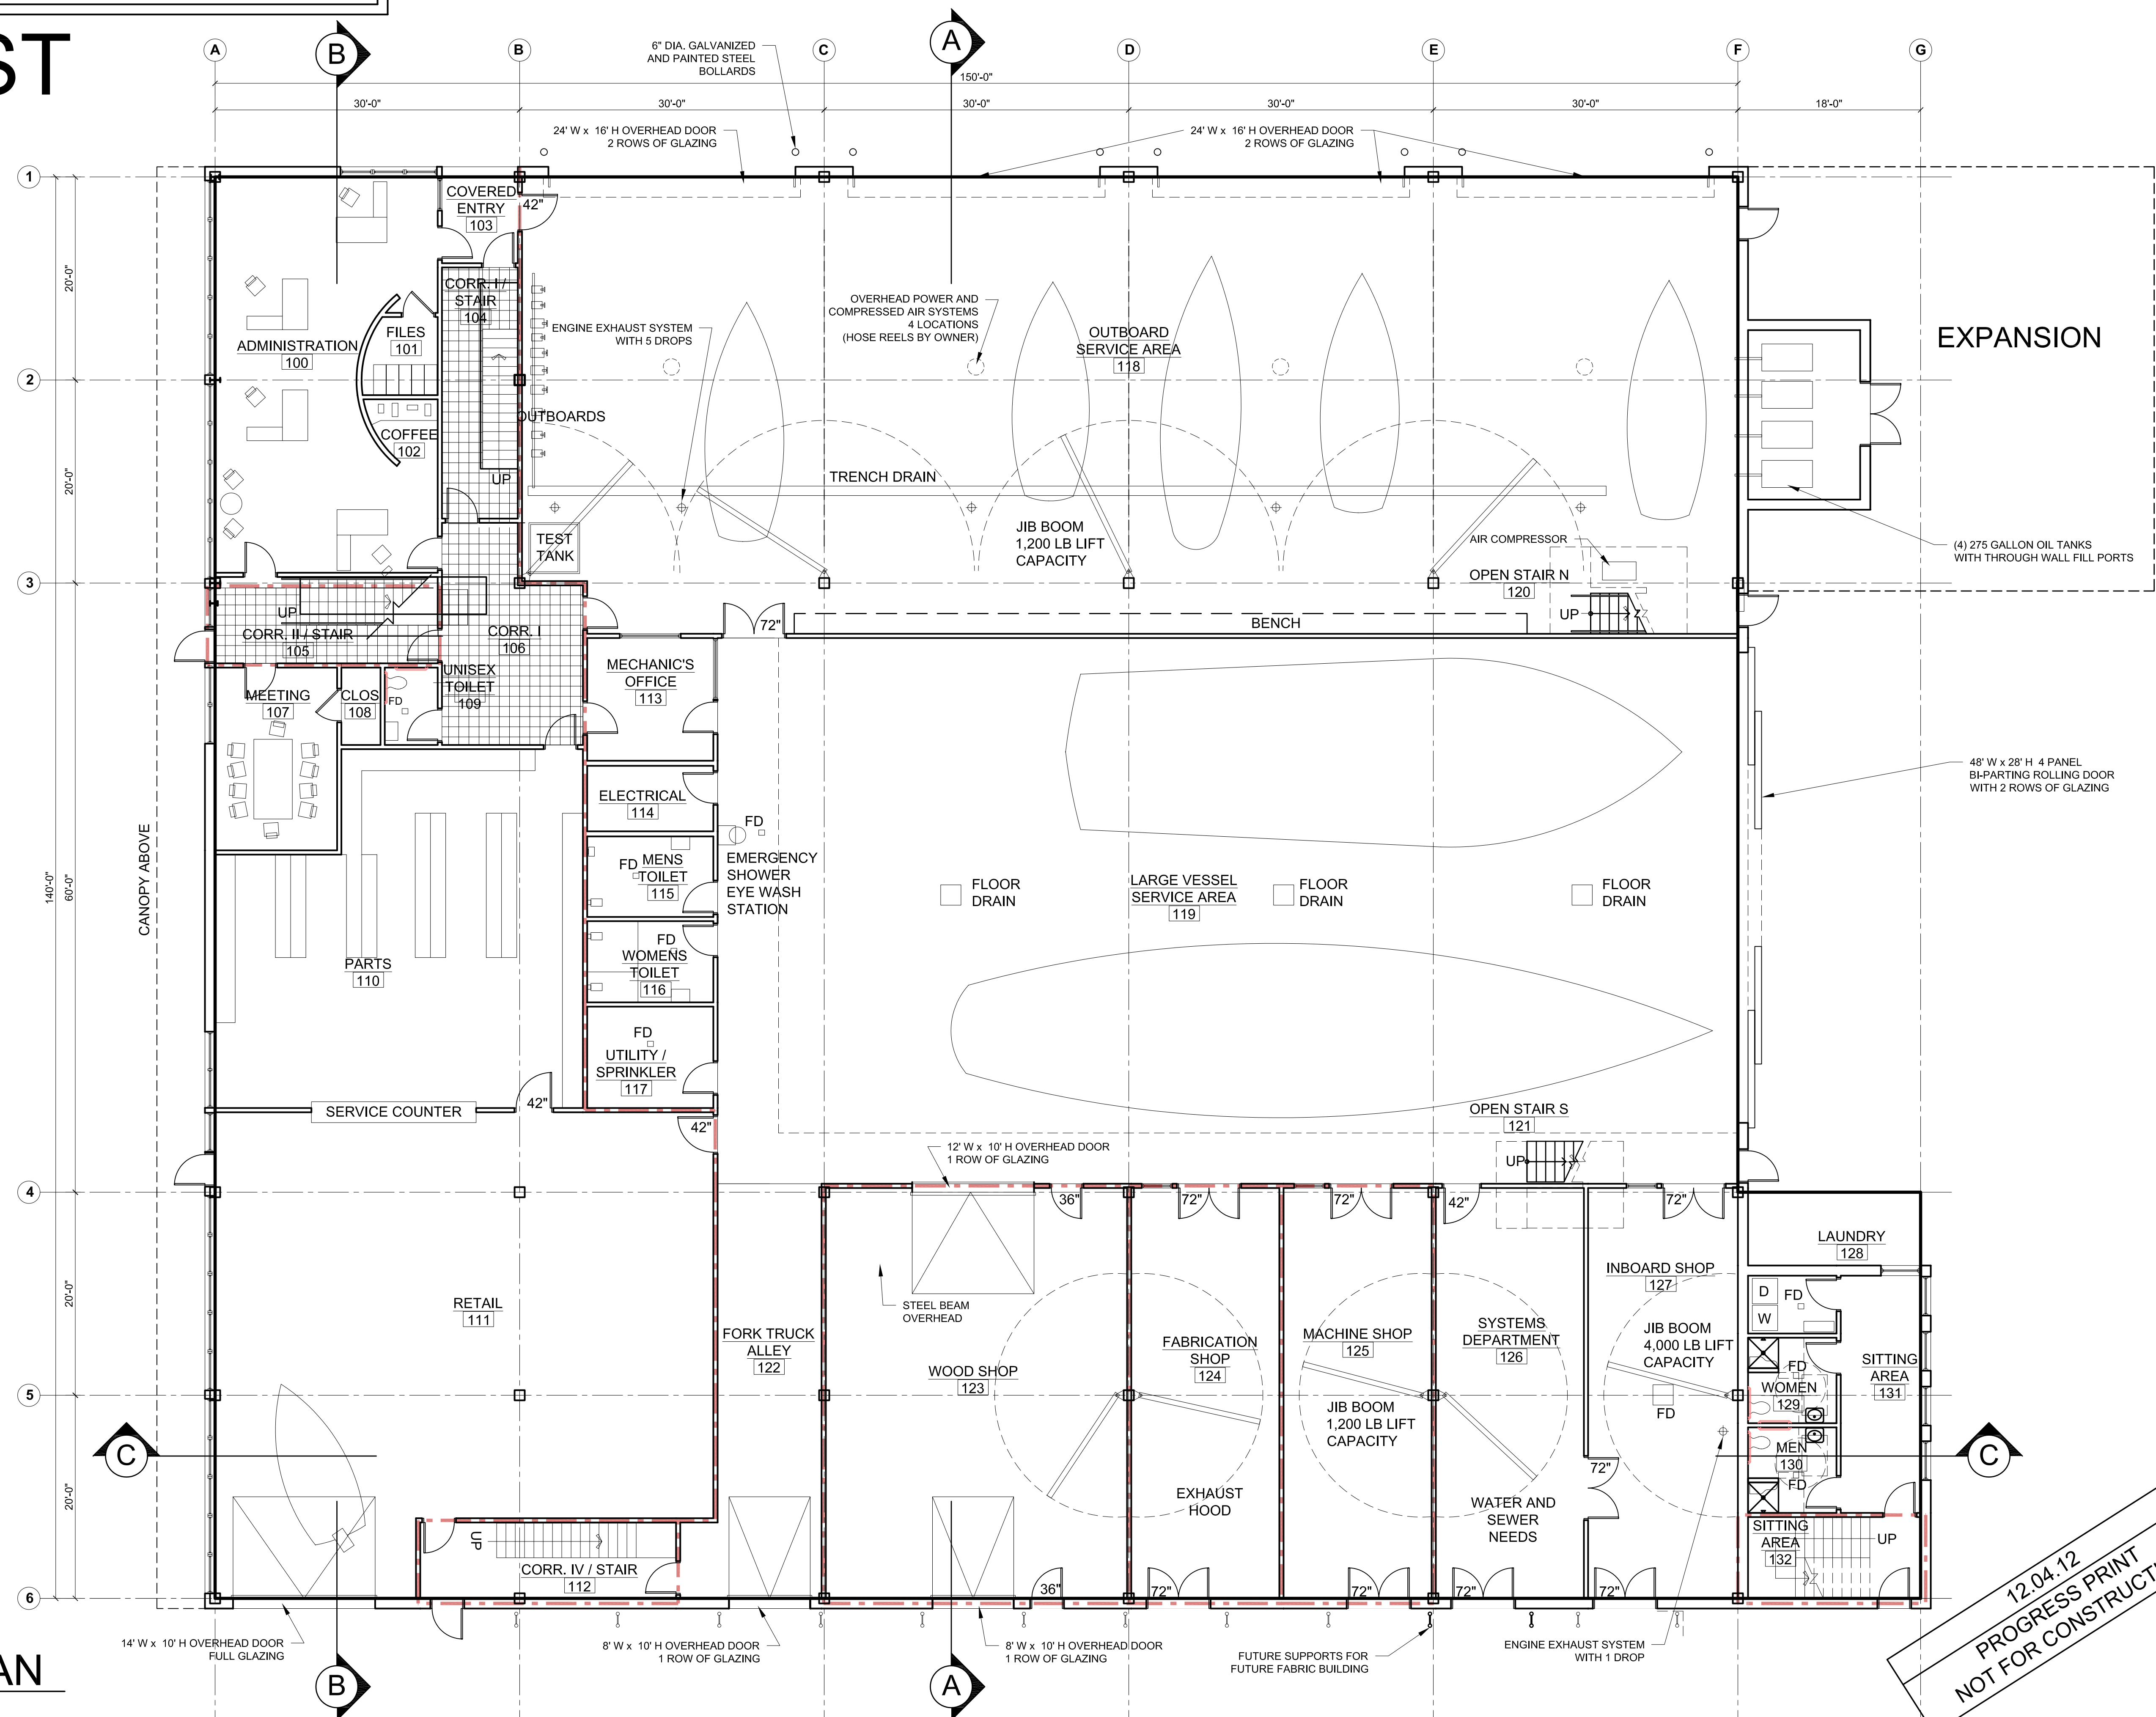 ST
A
B
B
C
A
D
E
F
G
6" DIA. GALVANIZED
AND PAINTED STEEL
BOLLARDS
150'-0"
30'-0"
30'-0"
30'-0"
30'-0"
30'-0"
18'-0"
24' W x 16' H OVERHEAD DOOR
2 ROWS OF GLAZING
24' W x 16' H OVERHEAD DOOR
2 ROWS OF GLAZING
1
COVERED
ENTRY
103
42"
20'-0"
CORR. I /
STAIR
104
ENGINE EXHAUST SYSTEM
WITH 5 DROPS
OVERHEAD POWER AND
COMPRESSED AIR SYSTEMS
4 LOCATIONS
(HOSE REELS BY OWNER)
OUTBOARD
SERVICE AREA
118
EXPANSION
ADMINISTRATION
100
FILES
101
2
OUTBOARDS
COFFEE
102
20'-0"
UP
TRENCH DRAIN
TEST
TANK
JIB BOOM
1,200 LB LIFT
CAPACITY
AIR COMPRESSOR
(4) 275 GALLON OIL TANKS
WITH THROUGH WALL FILL PORTS
3
OPEN STAIR N
120
UP
UP
72"
BENCH
CORR. II / STAIR
105
CORR. I
106
MECHANIC'S
OFFICE
113
UNISEX
TOILET
109
FD
MEETING
107
CLOS
108
48' W x 28' H 4 PANEL
BI-PARTING ROLLING DOOR
WITH 2 ROWS OF GLAZING
ELECTRICAL
114
FD
CANOPY ABOVE
140'-0"
60'-0"
FD
MENS
TOILET
115
EMERGENCY
SHOWER
EYE WASH
STATION
FLOOR
DRAIN
LARGE VESSEL
SERVICE AREA
119
FLOOR
DRAIN
FLOOR
DRAIN
PARTS
110
FD
WOMENS
TOILET
116
FD
UTILITY /
SPRINKLER
117
SERVICE COUNTER
42"
42"
OPEN STAIR S
121
UP
12' W x 10' H OVERHEAD DOOR
1 ROW OF GLAZING
4
36"
72"
72"
42"
72"
LAUNDRY
128
20'-0"
RETAIL
111
STEEL BEAM
OVERHEAD
INBOARD SHOP
127
D
FD
W
FORK TRUCK
ALLEY
122
WOOD SHOP
123
FABRICATION
SHOP
124
MACHINE SHOP
125
SYSTEMS
DEPARTMENT
126
JIB BOOM
4,000 LB LIFT
CAPACITY
FD
SITTING
AREA
131
WOMEN
129
5
JIB BOOM
1,200 LB LIFT
CAPACITY
FD
C
C
MEN
130
FD
72"
20'-0"
EXHAUST
HOOD
WATER AND
SEWER
NEEDS
SITTING
AREA
132
UP
UP
CORR. IV / STAIR
112
36"
72"
72"
72"
72"
6
14' W x 10' H OVERHEAD DOOR
FULL GLAZING
8' W x 10' H OVERHEAD DOOR
1 ROW OF GLAZING
8' W x 10' H OVERHEAD DOOR
1 ROW OF GLAZING
FUTURE SUPPORTS FOR
FUTURE FABRIC BUILDING
ENGINE EXHAUST SYSTEM
WITH 1 DROP
B
A
AN
12.04.12
PROGRESS PRINT
NOT FOR CONSTRUCTI